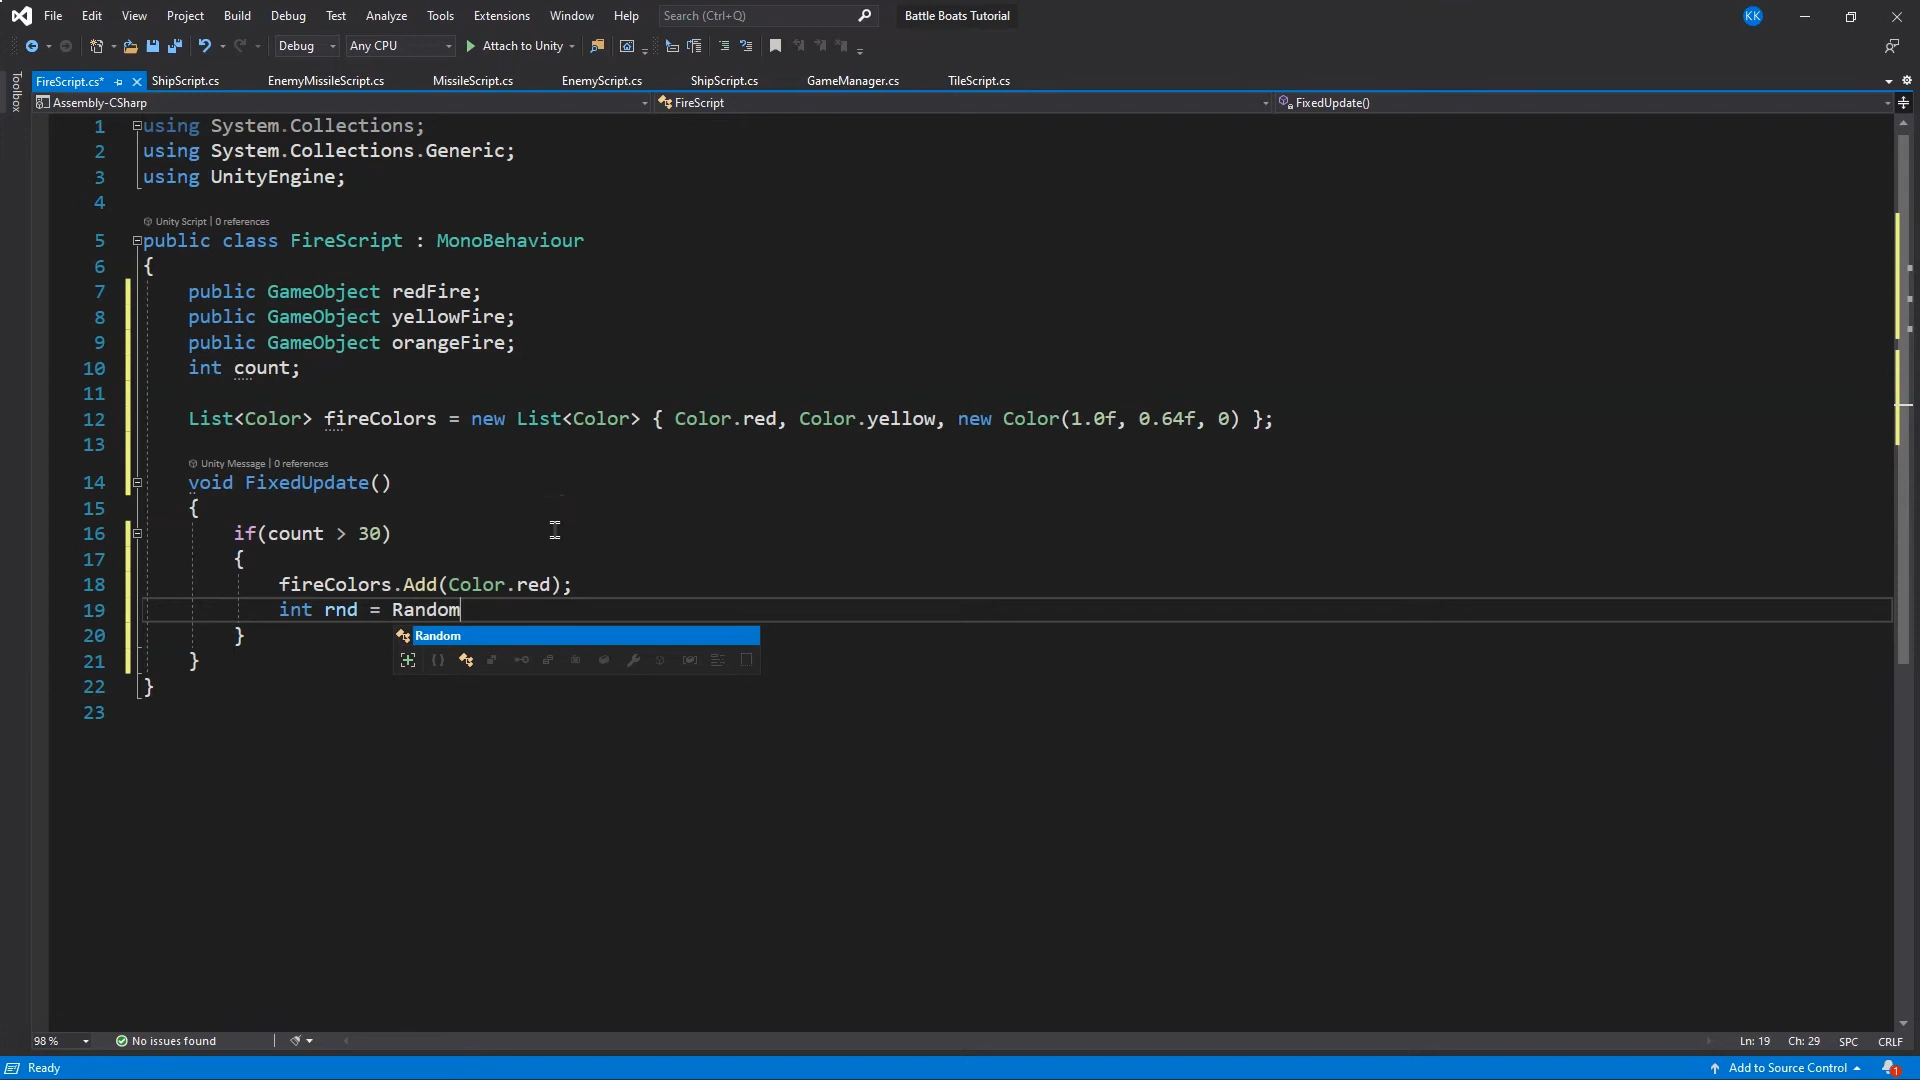 File Edit View Project Build Debug Test Analyze Tools Extensions Window Help Search (Ctrl+Q) Battle Boats Tutorial KK
Debug Any CPU Attach to Unity
Toolbox
FireScript.cs* ShipScript.cs EnemyMissileScript.cs MissileScript.cs EnemyScript.cs ShipScript.cs GameManager.cs TileScript.cs
Assembly-CSharp FireScript FixedUpdate()
1 using System.Collections;
2 using System.Collections.Generic;
3 using UnityEngine;
4
Unity Script | 0 references
5 public class FireScript : MonoBehaviour
6 {
7 public GameObject redFire;
8 public GameObject yellowFire;
9 public GameObject orangeFire;
10 int count;
11
12 List<Color> fireColors = new List<Color> { Color.red, Color.yellow, new Color(1.0f, 0.64f, 0) };
13
Unity Message | 0 references
14 void FixedUpdate()
15 {
16 if(count > 30)
17 {
18 fireColors.Add(Color.red);
19 int rnd = Random
20 }
Random
21 }
22 }
23
98 % No issues found Ln: 19 Ch: 29 SPC CRLF
Ready Add to Source Control 1